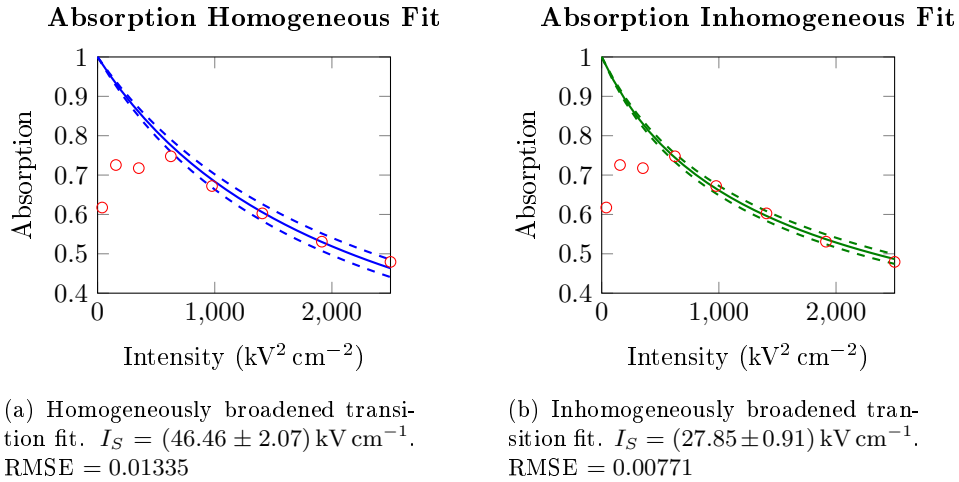 Absorption Homogeneous Fit
1
0.9
0.8
0.7
0.6
0.5
0.4
Absorption
0
1,000
2,000
Intensity (kV² cm⁻²)
(a) Homogeneously broadened transi-
tion fit. I_S = (46.46 ± 2.07) kV cm⁻¹.
RMSE = 0.01335
Absorption Inhomogeneous Fit
1
0.9
0.8
0.7
0.6
0.5
0.4
Absorption
0
1,000
2,000
Intensity (kV² cm⁻²)
(b) Inhomogeneously broadened tran-
sition fit. I_S = (27.85±0.91) kV cm⁻¹.
RMSE = 0.00771